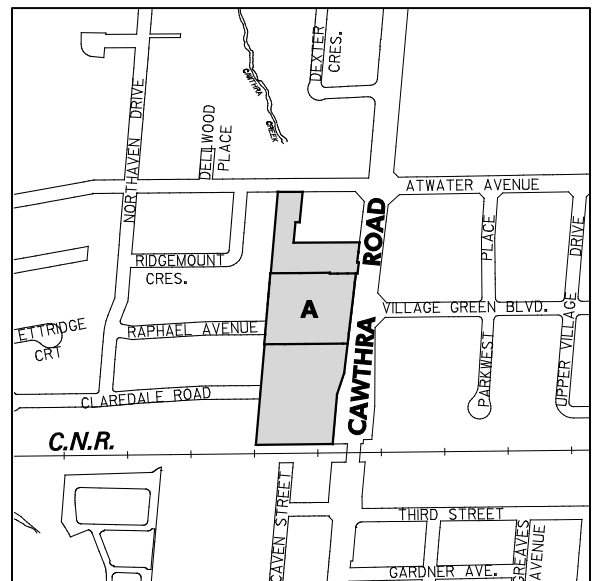 DEXTER
CRES.
CAWTHRA
CREEK
NORTHAVEN DRIVE
DELLWOOD
PLACE
ATWATER AVENUE
ROAD
PLACE
DRIVE
RIDGEMOUNT
CRES.
A
VILLAGE GREEN BLVD.
ETTRIDGE
CRT
RAPHAEL AVENUE
CAWTHRA
PARKWEST
UPPER VILLAGE
CLAREDALE ROAD
C.N.R.
CAVEN STREET
THIRD STREET
GREAVES
AVENUE
GARDNER AVE.